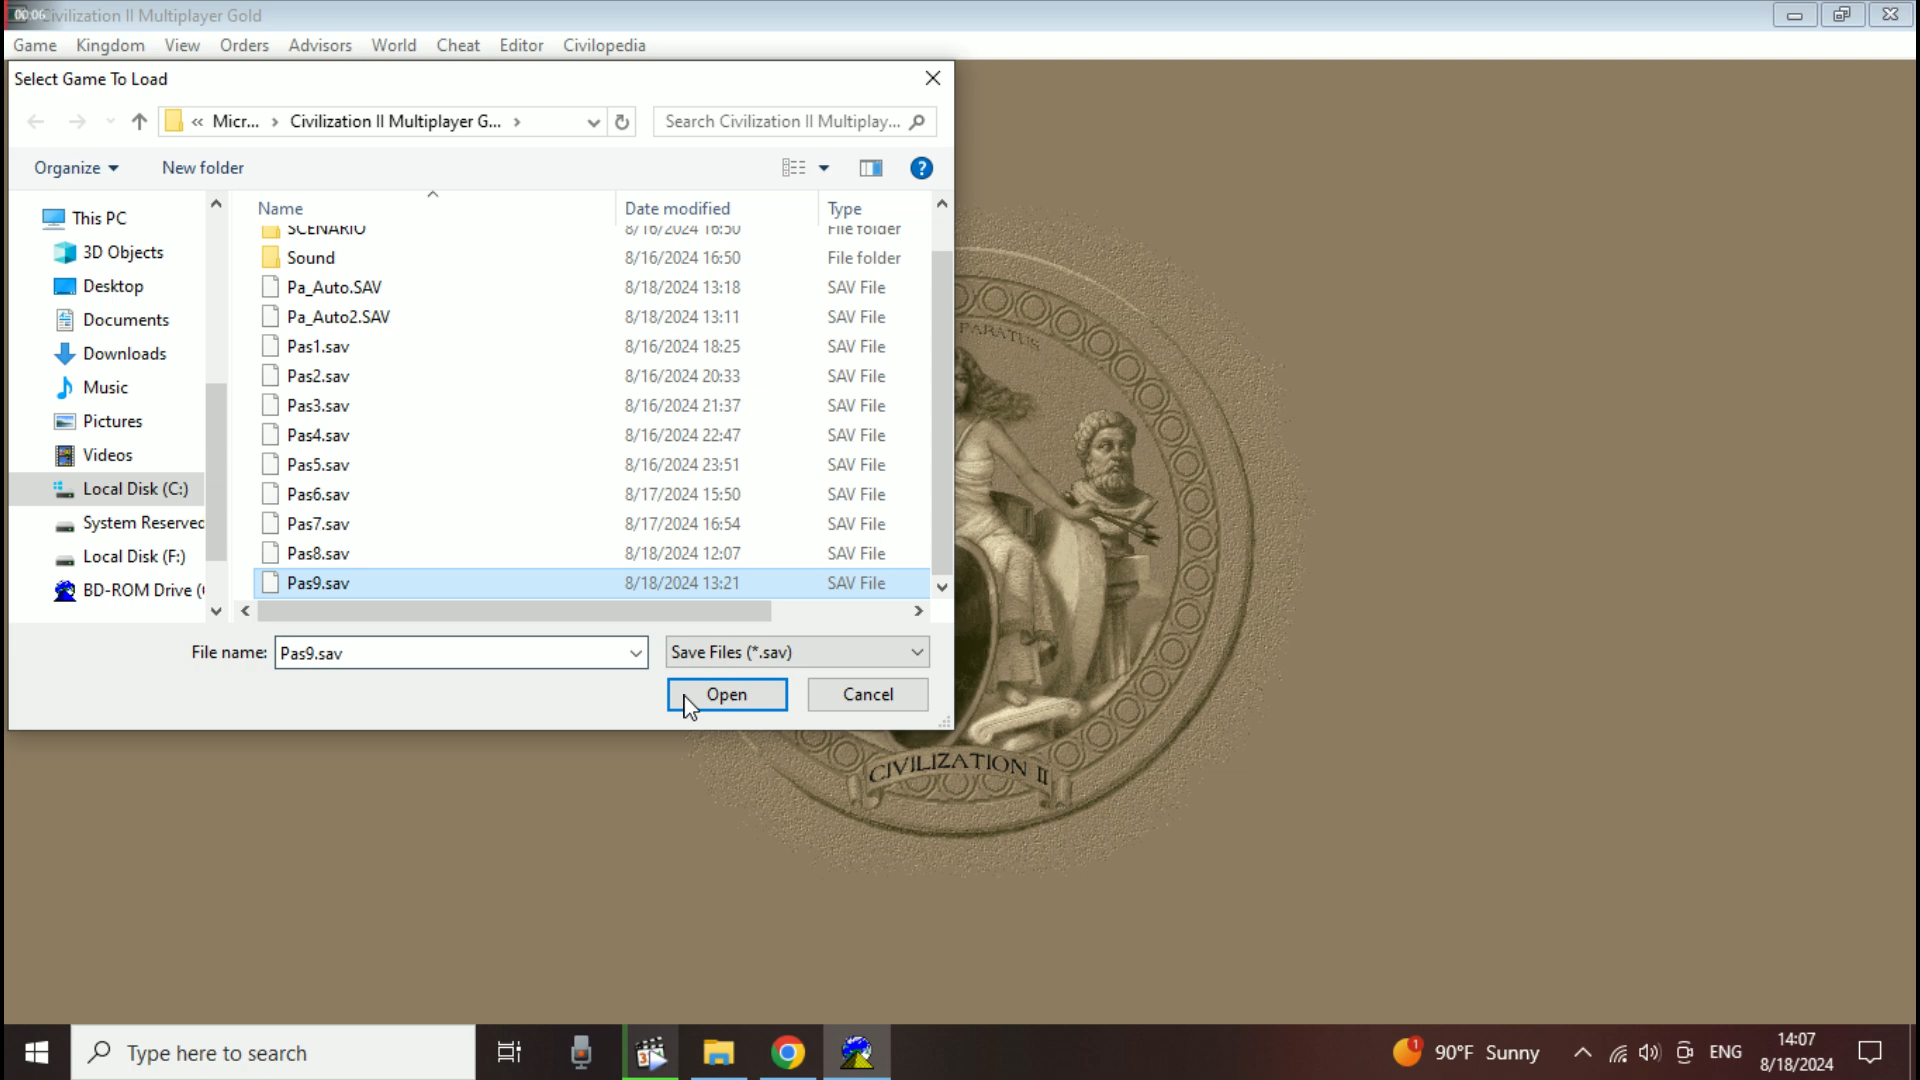 00:06 Civilization II Multiplayer Gold
Game Kingdom View Orders Advisors World Cheat Editor Civilopedia
Select Game To Load
« Micr... › Civilization II Multiplayer G... ›
Search Civilization II Multiplay...
Organize New folder
This PC
3D Objects
Desktop
Documents
Downloads
Music
Pictures
Videos
Local Disk (C:)
System Reserved
Local Disk (F:)
BD-ROM Drive (
Name Date modified Type
SCENARIO 8/16/2024 16:50 File folder
Sound 8/16/2024 16:50 File folder
Pa_Auto.SAV 8/18/2024 13:18 SAV File
Pa_Auto2.SAV 8/18/2024 13:11 SAV File
Pas1.sav 8/16/2024 18:25 SAV File
Pas2.sav 8/16/2024 20:33 SAV File
Pas3.sav 8/16/2024 21:37 SAV File
Pas4.sav 8/16/2024 22:47 SAV File
Pas5.sav 8/16/2024 23:51 SAV File
Pas6.sav 8/17/2024 15:50 SAV File
Pas7.sav 8/17/2024 16:54 SAV File
Pas8.sav 8/18/2024 12:07 SAV File
Pas9.sav 8/18/2024 13:21 SAV File
File name: Pas9.sav Save Files (*.sav)
Open Cancel
PARATUS
CIVILIZATION II
Type here to search
90°F Sunny
ENG
14:07
8/18/2024